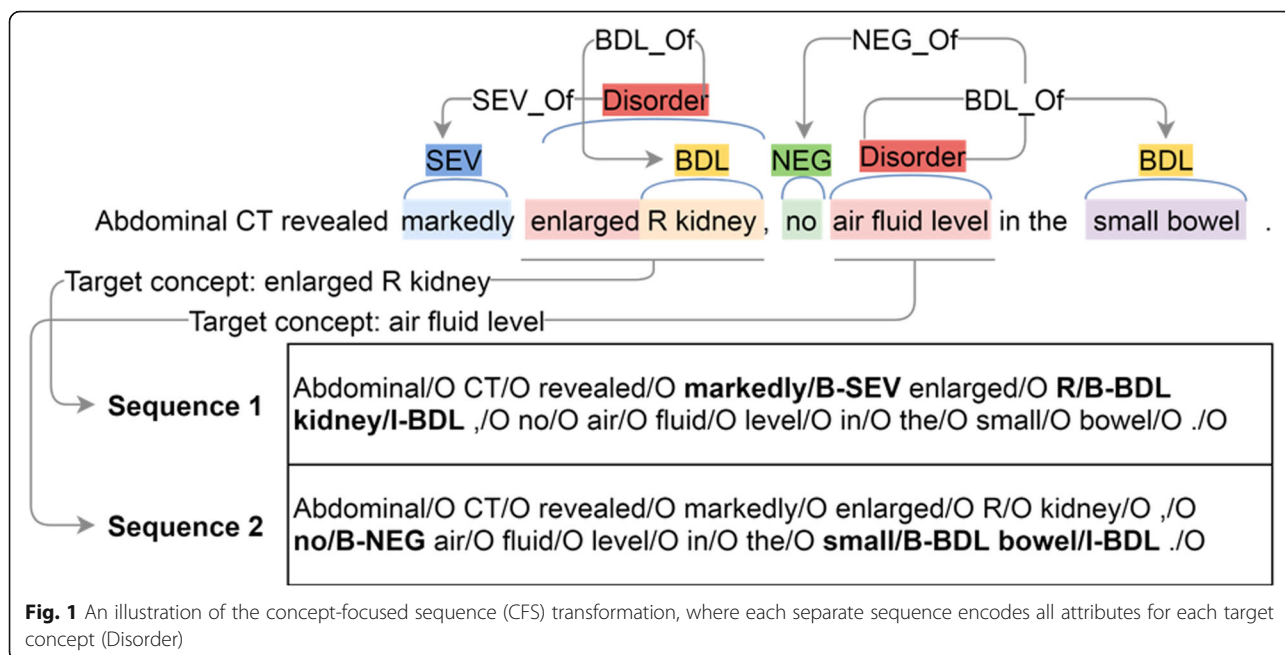 BDL_Of NEG_Of
SEV_Of Disorder BDL_Of
SEV BDL NEG Disorder BDL
Abdominal CT revealed markedly enlarged R kidney , no air fluid level in the small bowel .
Target concept: enlarged R kidney
Target concept: air fluid level
Sequence 1
Abdominal/O CT/O revealed/O markedly/B-SEV enlarged/O R/B-BDL
kidney/I-BDL ,/O no/O air/O fluid/O level/O in/O the/O small/O bowel/O ./O
Sequence 2
Abdominal/O CT/O revealed/O markedly/O enlarged/O R/O kidney/O ,/O
no/B-NEG air/O fluid/O level/O in/O the/O small/B-BDL bowel/I-BDL ./O
Fig. 1 An illustration of the concept-focused sequence (CFS) transformation, where each separate sequence encodes all attributes for each target
concept (Disorder)